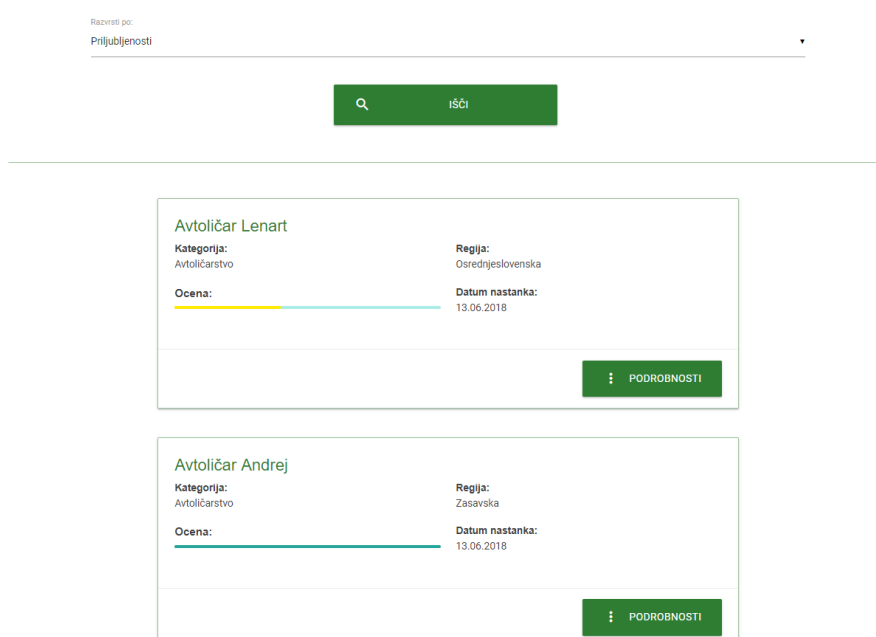 Razvrsti po:
Priljubljenosti
IŠČI
Avtoličar Lenart
Kategorija:
Avtoličarstvo
Regija:
Osrednjeslovenska
Ocena:
Datum nastanka:
13.06.2018
PODROBNOSTI
Avtoličar Andrej
Kategorija:
Avtoličarstvo
Regija:
Zasavska
Ocena:
Datum nastanka:
13.06.2018
PODROBNOSTI